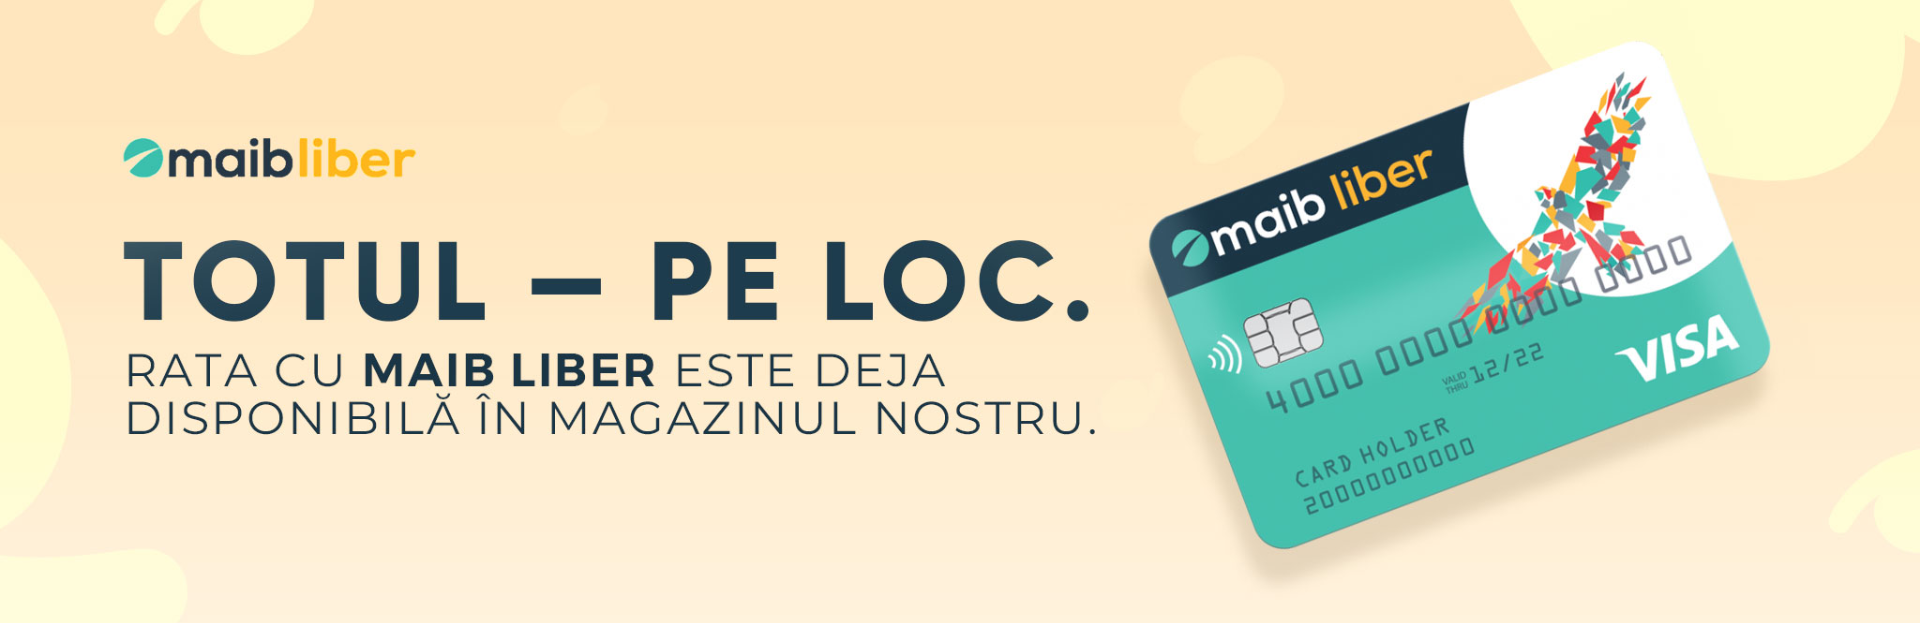 maib liber
TOTUL – PE LOC.
RATA CU MAIB LIBER ESTE DEJA
DISPONIBILĂ ÎN MAGAZINUL NOSTRU.
maib liber
4000 0000 0000 0000
VALID
THRU 12/22
VISA
CARD HOLDER
20000000000